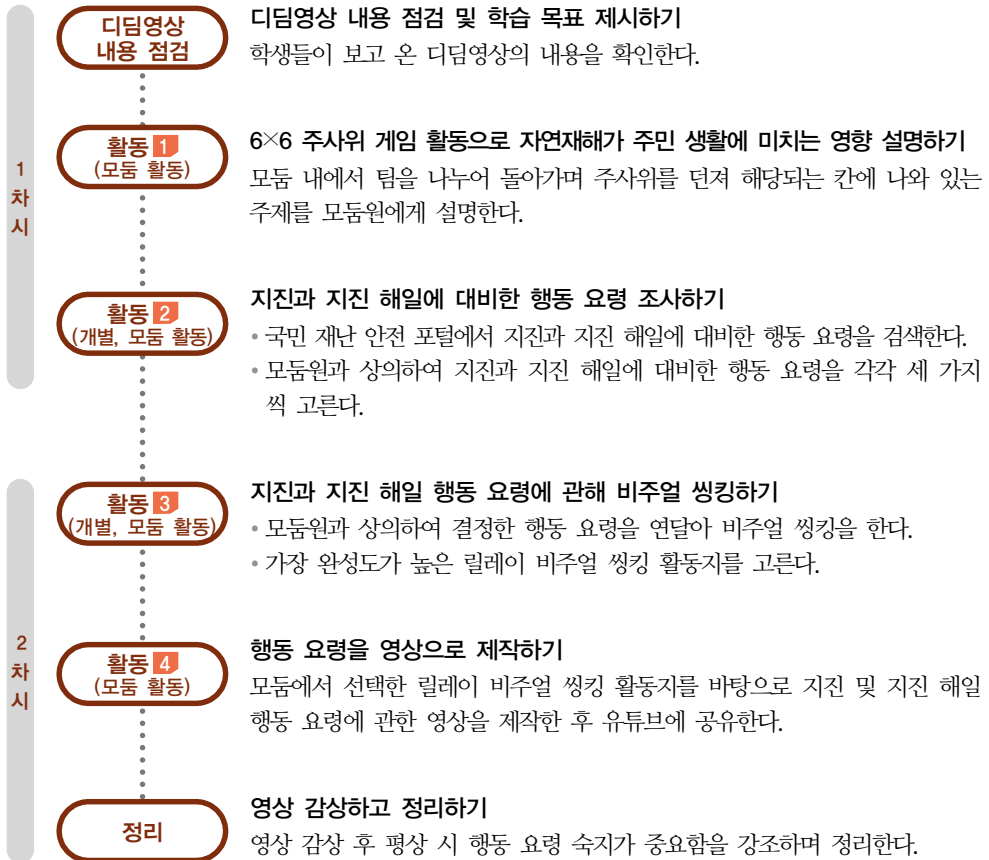 1
차
시
디딤영상
내용 점검
디딤영상 내용 점검 및 학습 목표 제시하기
학생들이 보고 온 디딤영상의 내용을 확인한다.
활동 1
(모둠 활동)
6×6 주사위 게임 활동으로 자연재해가 주민 생활에 미치는 영향 설명하기
모둠 내에서 팀을 나누어 돌아가며 주사위를 던져 해당되는 칸에 나와 있는
주제를 모둠원에게 설명한다.
활동 2
(개별, 모둠 활동)
지진과 지진 해일에 대비한 행동 요령 조사하기
• 국민 재난 안전 포털에서 지진과 지진 해일에 대비한 행동 요령을 검색한다.
• 모둠원과 상의하여 지진과 지진 해일에 대비한 행동 요령을 각각 세 가지
씩 고른다.
2
차
시
활동 3
(개별, 모둠 활동)
지진과 지진 해일 행동 요령에 관해 비주얼 씽킹하기
• 모둠원과 상의하여 결정한 행동 요령을 연달아 비주얼 씽킹을 한다.
• 가장 완성도가 높은 릴레이 비주얼 씽킹 활동지를 고른다.
활동 4
(모둠 활동)
행동 요령을 영상으로 제작하기
모둠에서 선택한 릴레이 비주얼 씽킹 활동지를 바탕으로 지진 및 지진 해일
행동 요령에 관한 영상을 제작한 후 유튜브에 공유한다.
정리
영상 감상하고 정리하기
영상 감상 후 평상 시 행동 요령 숙지가 중요함을 강조하며 정리한다.